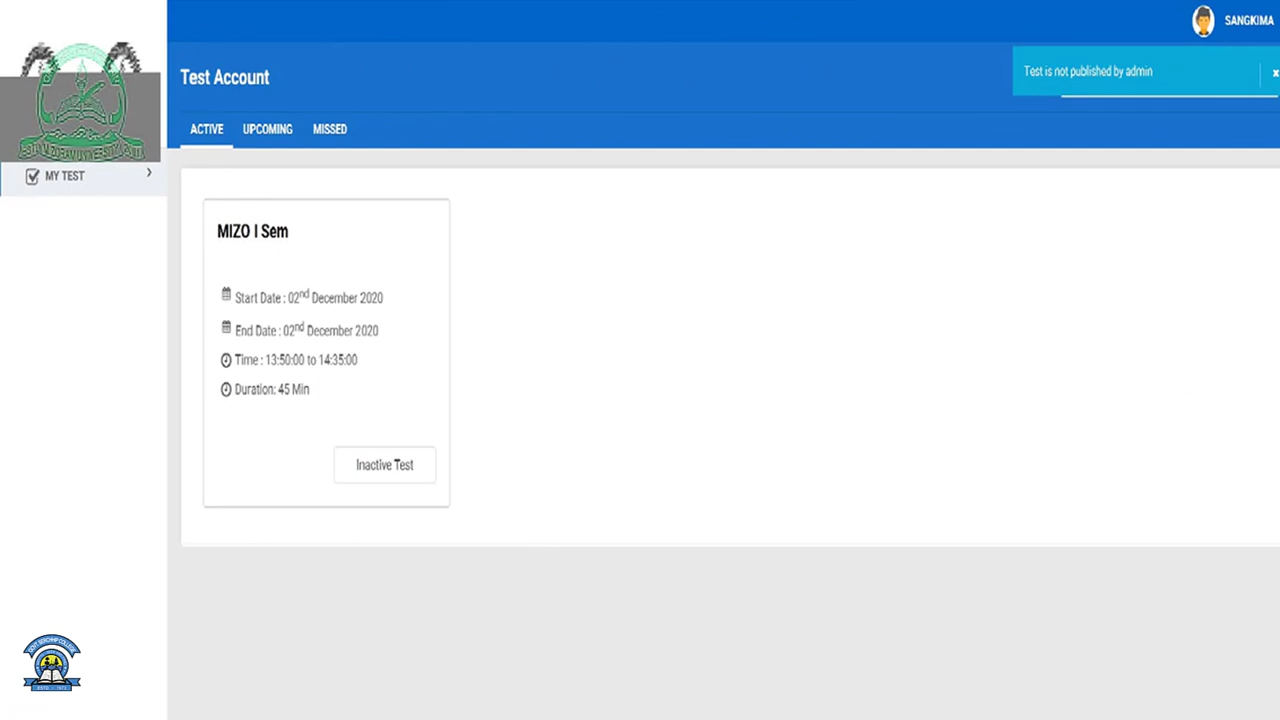 SANGKIMA
Test Account
Test is not published by admin
x
ACTIVE UPCOMING MISSED
MY TEST
MIZO I Sem
Start Date : 02nd December 2020
End Date : 02nd December 2020
Time : 13:50:00 to 14:35:00
Duration: 45 Min
Inactive Test